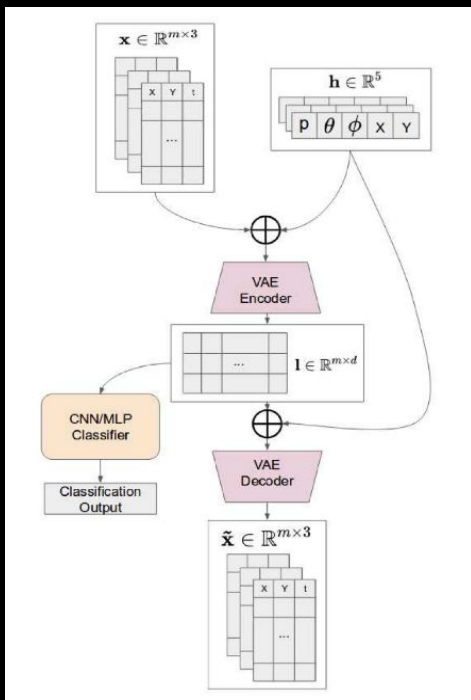 x ∈ ℝ^{m×3}
X Y t
...
h ∈ ℝ^5
p θ ϕ X Y
⊕
VAE
Encoder
...
l ∈ ℝ^{m×d}
CNN/MLP
Classifier
⊕
Classification
Output
VAE
Decoder
x̃ ∈ ℝ^{m×3}
X Y t
...